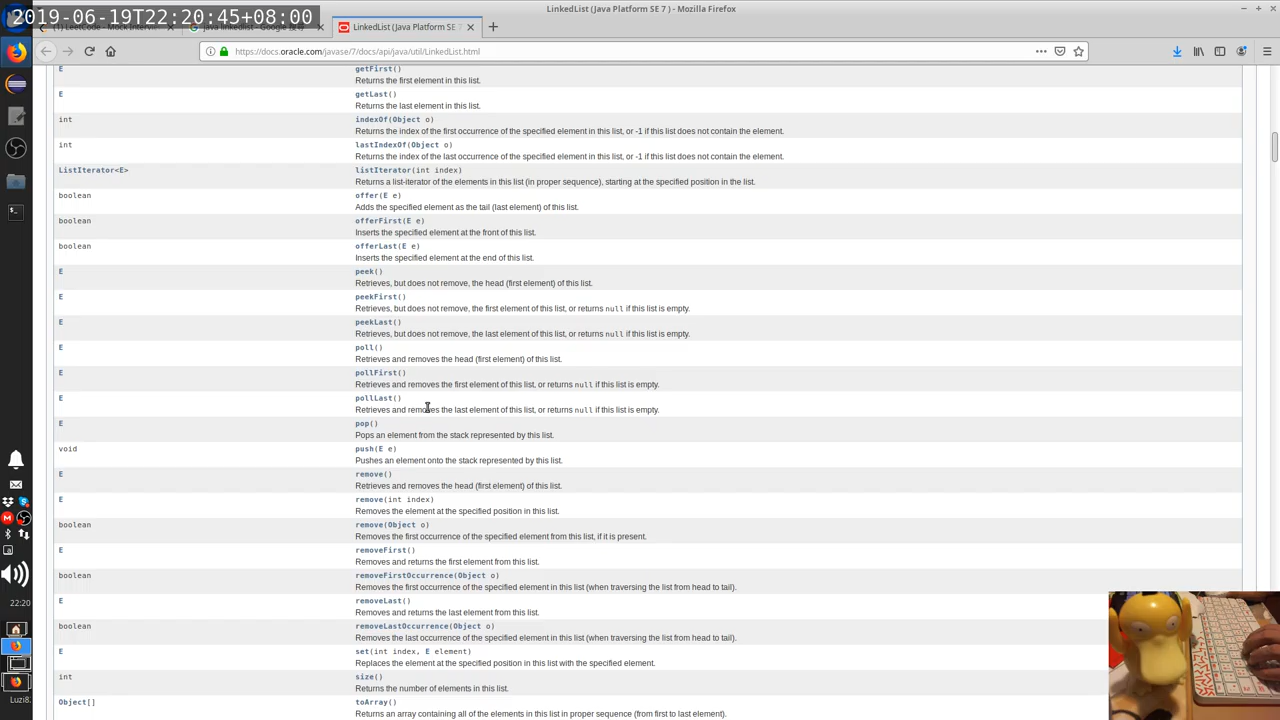 LinkedList (Java Platform SE 7 ) - Mozilla Firefox
2019-06-19T22:20:45+08:00
LinkedList (Java Platform SE 7
https://docs.oracle.com/javase/7/docs/api/java/util/LinkedList.html
E getFirst()
Returns the first element in this list.
E getLast()
Returns the last element in this list.
int indexOf(Object o)
Returns the index of the first occurrence of the specified element in this list, or -1 if this list does not contain the element.
int lastIndexOf(Object o)
Returns the index of the last occurrence of the specified element in this list, or -1 if this list does not contain the element.
ListIterator<E> listIterator(int index)
Returns a list-iterator of the elements in this list (in proper sequence), starting at the specified position in the list.
boolean offer(E e)
Adds the specified element as the tail (last element) of this list.
boolean offerFirst(E e)
Inserts the specified element at the front of this list.
boolean offerLast(E e)
Inserts the specified element at the end of this list.
E peek()
Retrieves, but does not remove, the head (first element) of this list.
E peekFirst()
Retrieves, but does not remove, the first element of this list, or returns null if this list is empty.
E peekLast()
Retrieves, but does not remove, the last element of this list, or returns null if this list is empty.
E poll()
Retrieves and removes the head (first element) of this list.
E pollFirst()
Retrieves and removes the first element of this list, or returns null if this list is empty.
E pollLast()
Retrieves and removes the last element of this list, or returns null if this list is empty.
E pop()
Pops an element from the stack represented by this list.
void push(E e)
Pushes an element onto the stack represented by this list.
E remove()
Retrieves and removes the head (first element) of this list.
E remove(int index)
Removes the element at the specified position in this list.
boolean remove(Object o)
Removes the first occurrence of the specified element from this list, if it is present.
E removeFirst()
Removes and returns the first element from this list.
boolean removeFirstOccurrence(Object o)
Removes the first occurrence of the specified element in this list (when traversing the list from head to tail).
E removeLast()
Removes and returns the last element from this list.
boolean removeLastOccurrence(Object o)
Removes the last occurrence of the specified element in this list (when traversing the list from head to tail).
E set(int index, E element)
Replaces the element at the specified position in this list with the specified element.
int size()
Returns the number of elements in this list.
Object[] toArray()
Returns an array containing all of the elements in this list in proper sequence (from first to last element).
22:20
Luzi8